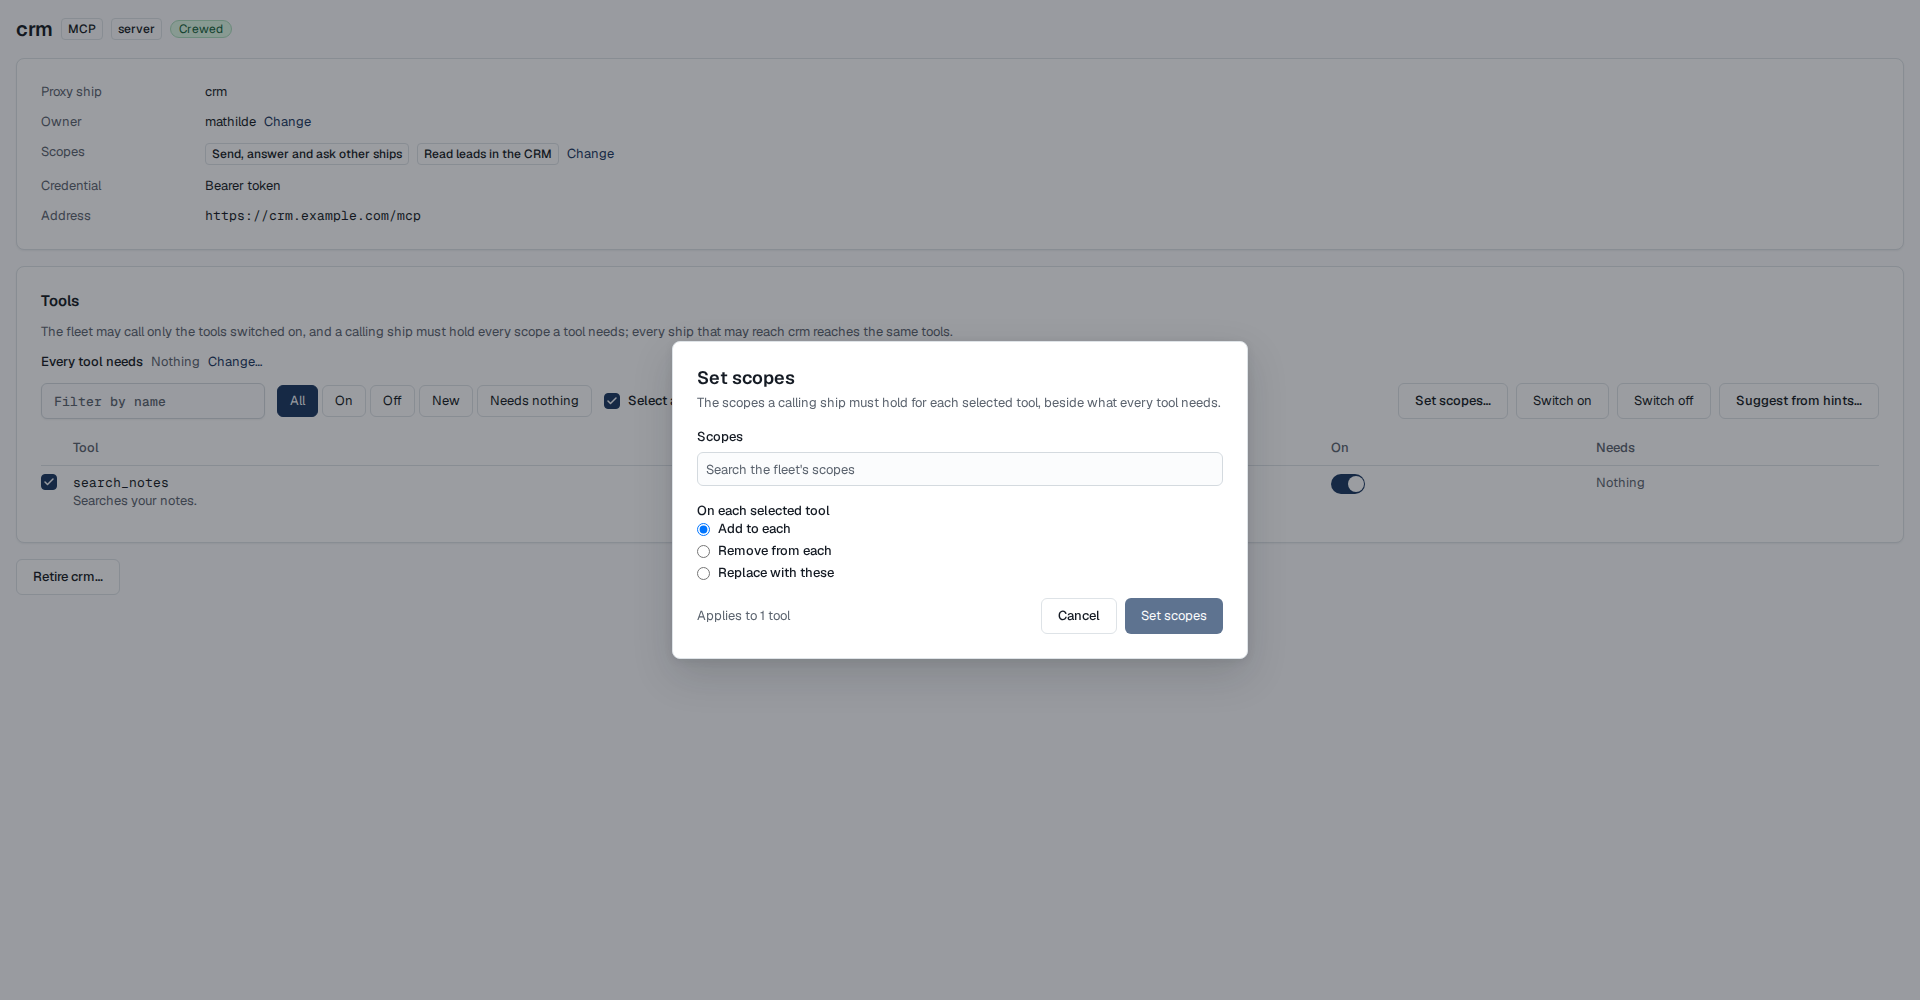 crm MCP server Crewed
Proxy ship crm
Owner mathilde Change
Scopes Send, answer and ask other ships Read leads in the CRM Change
Credential Bearer token
Address https://crm.example.com/mcp
Tools
The fleet may call only the tools switched on, and a calling ship must hold every scope a tool needs; every ship that may reach crm reaches the same tools.
Every tool needs Nothing Change...
Filter by name All On Off New Needs nothing Select Set scopes... Switch on Switch off Suggest from hints...
Tool On Needs
search_notes Nothing
Searches your notes.
Retire crm...
Set scopes
The scopes a calling ship must hold for each selected tool, beside what every tool needs.
Scopes
Search the fleet's scopes
On each selected tool
Add to each
Remove from each
Replace with these
Applies to 1 tool Cancel Set scopes